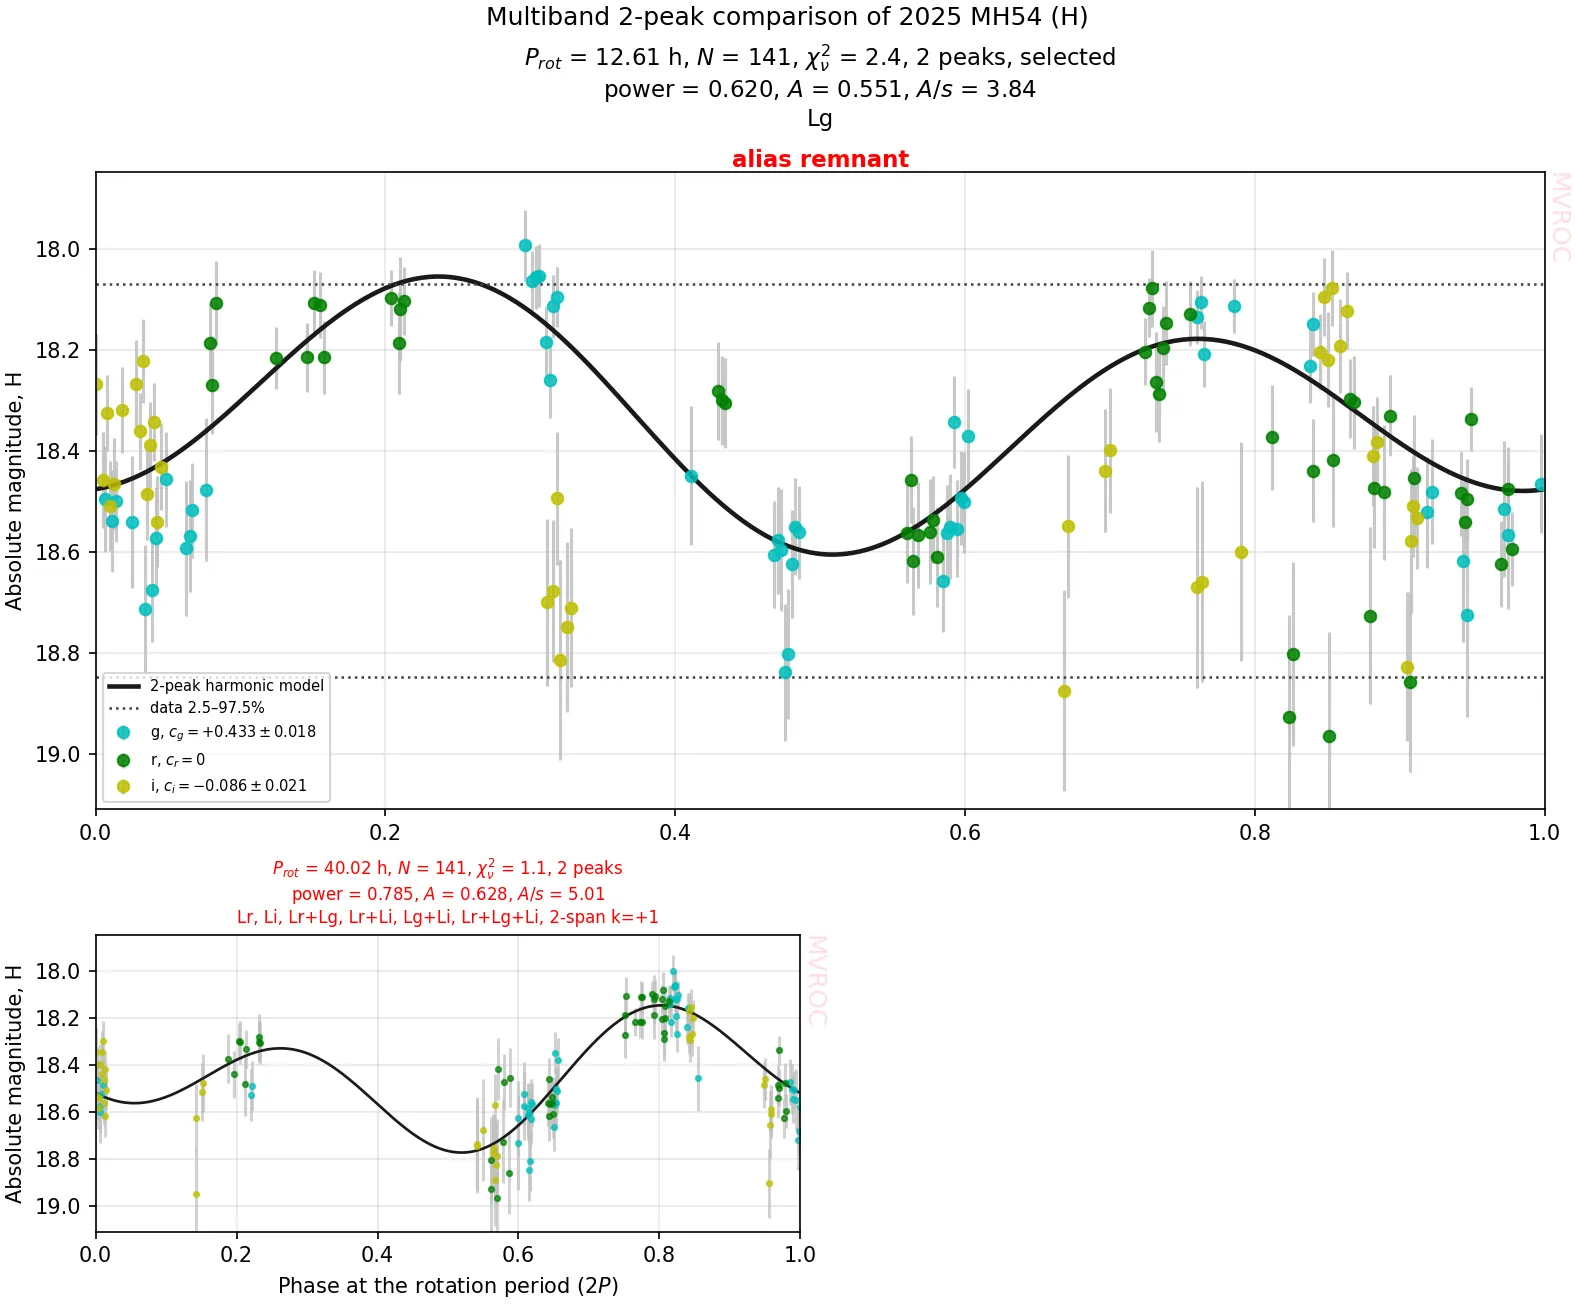 Multiband 2-peak comparison of 2025 MH54 (H)
P_rot = 12.61 h, N = 141, χ²_ν = 2.4, 2 peaks, selected
power = 0.620, A = 0.551, A/s = 3.84
Lg
alias remnant
MVROC
Absolute magnitude, H
18.0
18.2
18.4
18.6
18.8
19.0
2-peak harmonic model
data 2.5–97.5%
g, c_g = +0.433 ± 0.018
r, c_r = 0
i, c_i = −0.086 ± 0.021
0.0 0.2 0.4 0.6 0.8 1.0
P_rot = 40.02 h, N = 141, χ²_ν = 1.1, 2 peaks
power = 0.785, A = 0.628, A/s = 5.01
Lr, Li, Lr+Lg, Lr+Li, Lg+Li, Lr+Lg+Li, 2-span k=+1
MVROC
Absolute magnitude, H
18.0
18.2
18.4
18.6
18.8
19.0
0.0 0.2 0.4 0.6 0.8 1.0
Phase at the rotation period (2P)